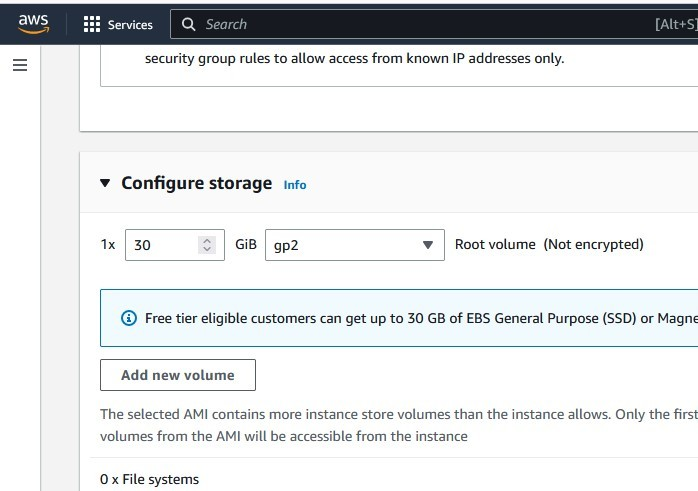 aws
Services
Search
[Alt+S]
security group rules to allow access from known IP addresses only.
Configure storage Info
1x 30 GiB gp2 Root volume (Not encrypted)
Free tier eligible customers can get up to 30 GB of EBS General Purpose (SSD) or Magne
Add new volume
The selected AMI contains more instance store volumes than the instance allows. Only the first
volumes from the AMI will be accessible from the instance
0 x File systems